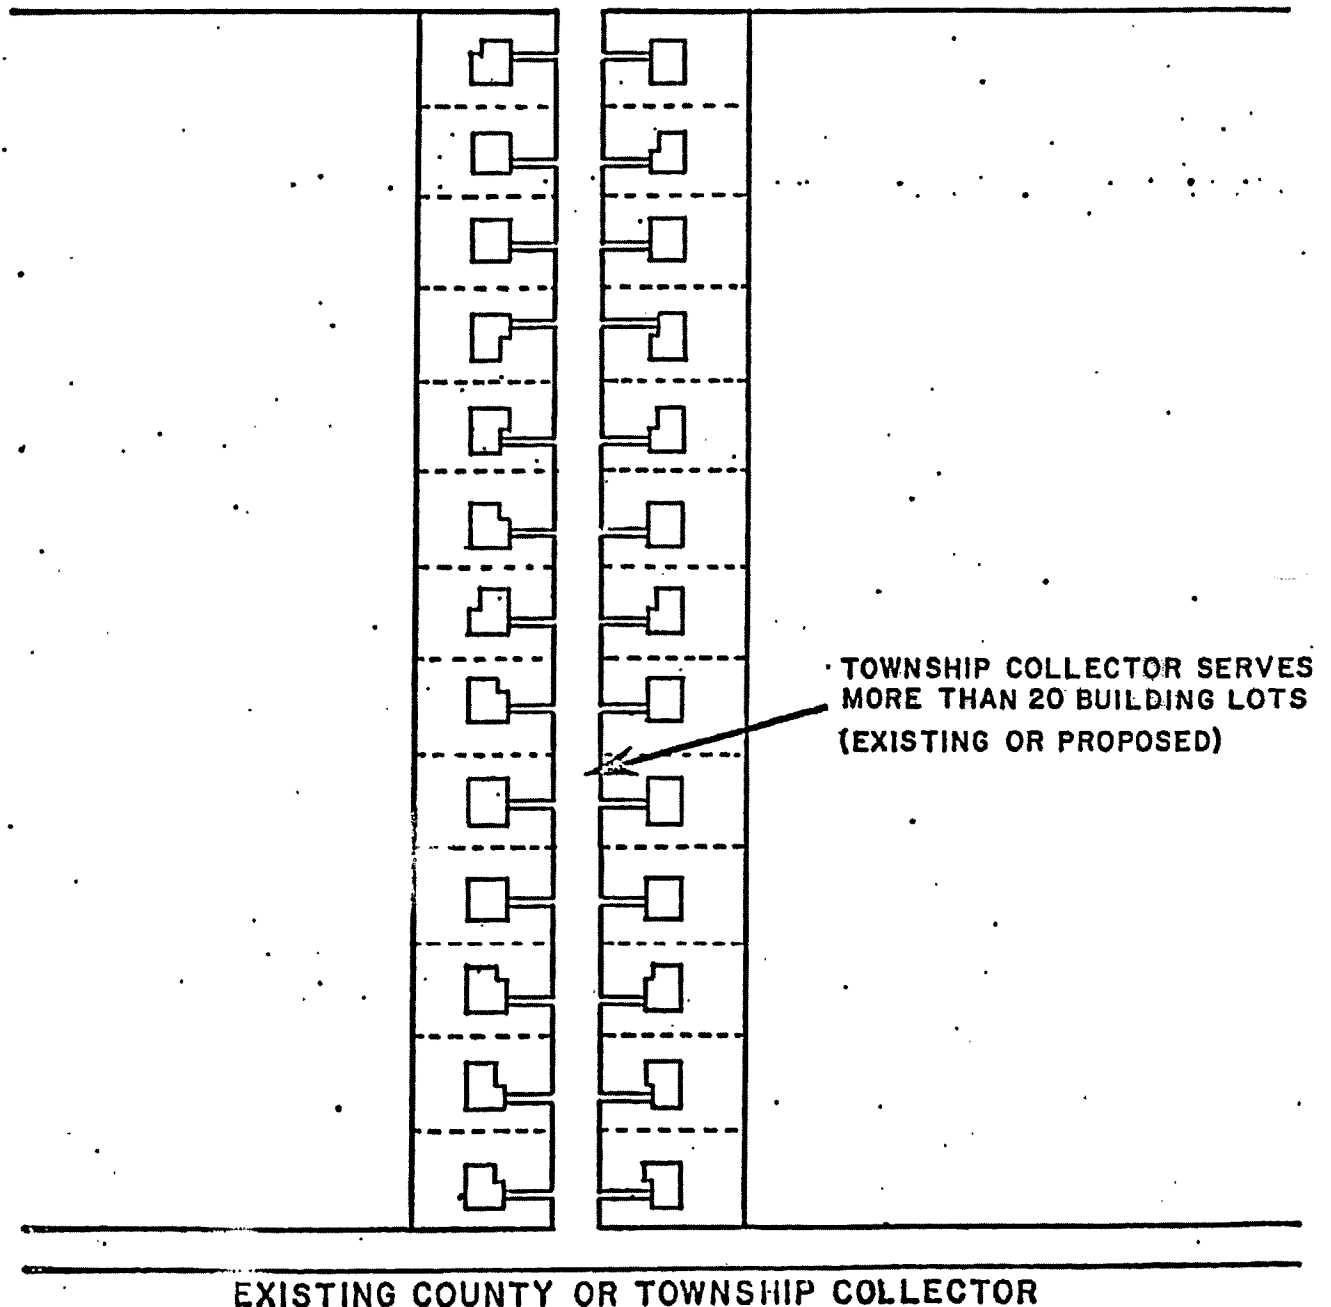 TOWNSHIP COLLECTOR SERVES
MORE THAN 20 BUILDING LOTS
(EXISTING OR PROPOSED)
EXISTING COUNTY OR TOWNSHIP COLLECTOR